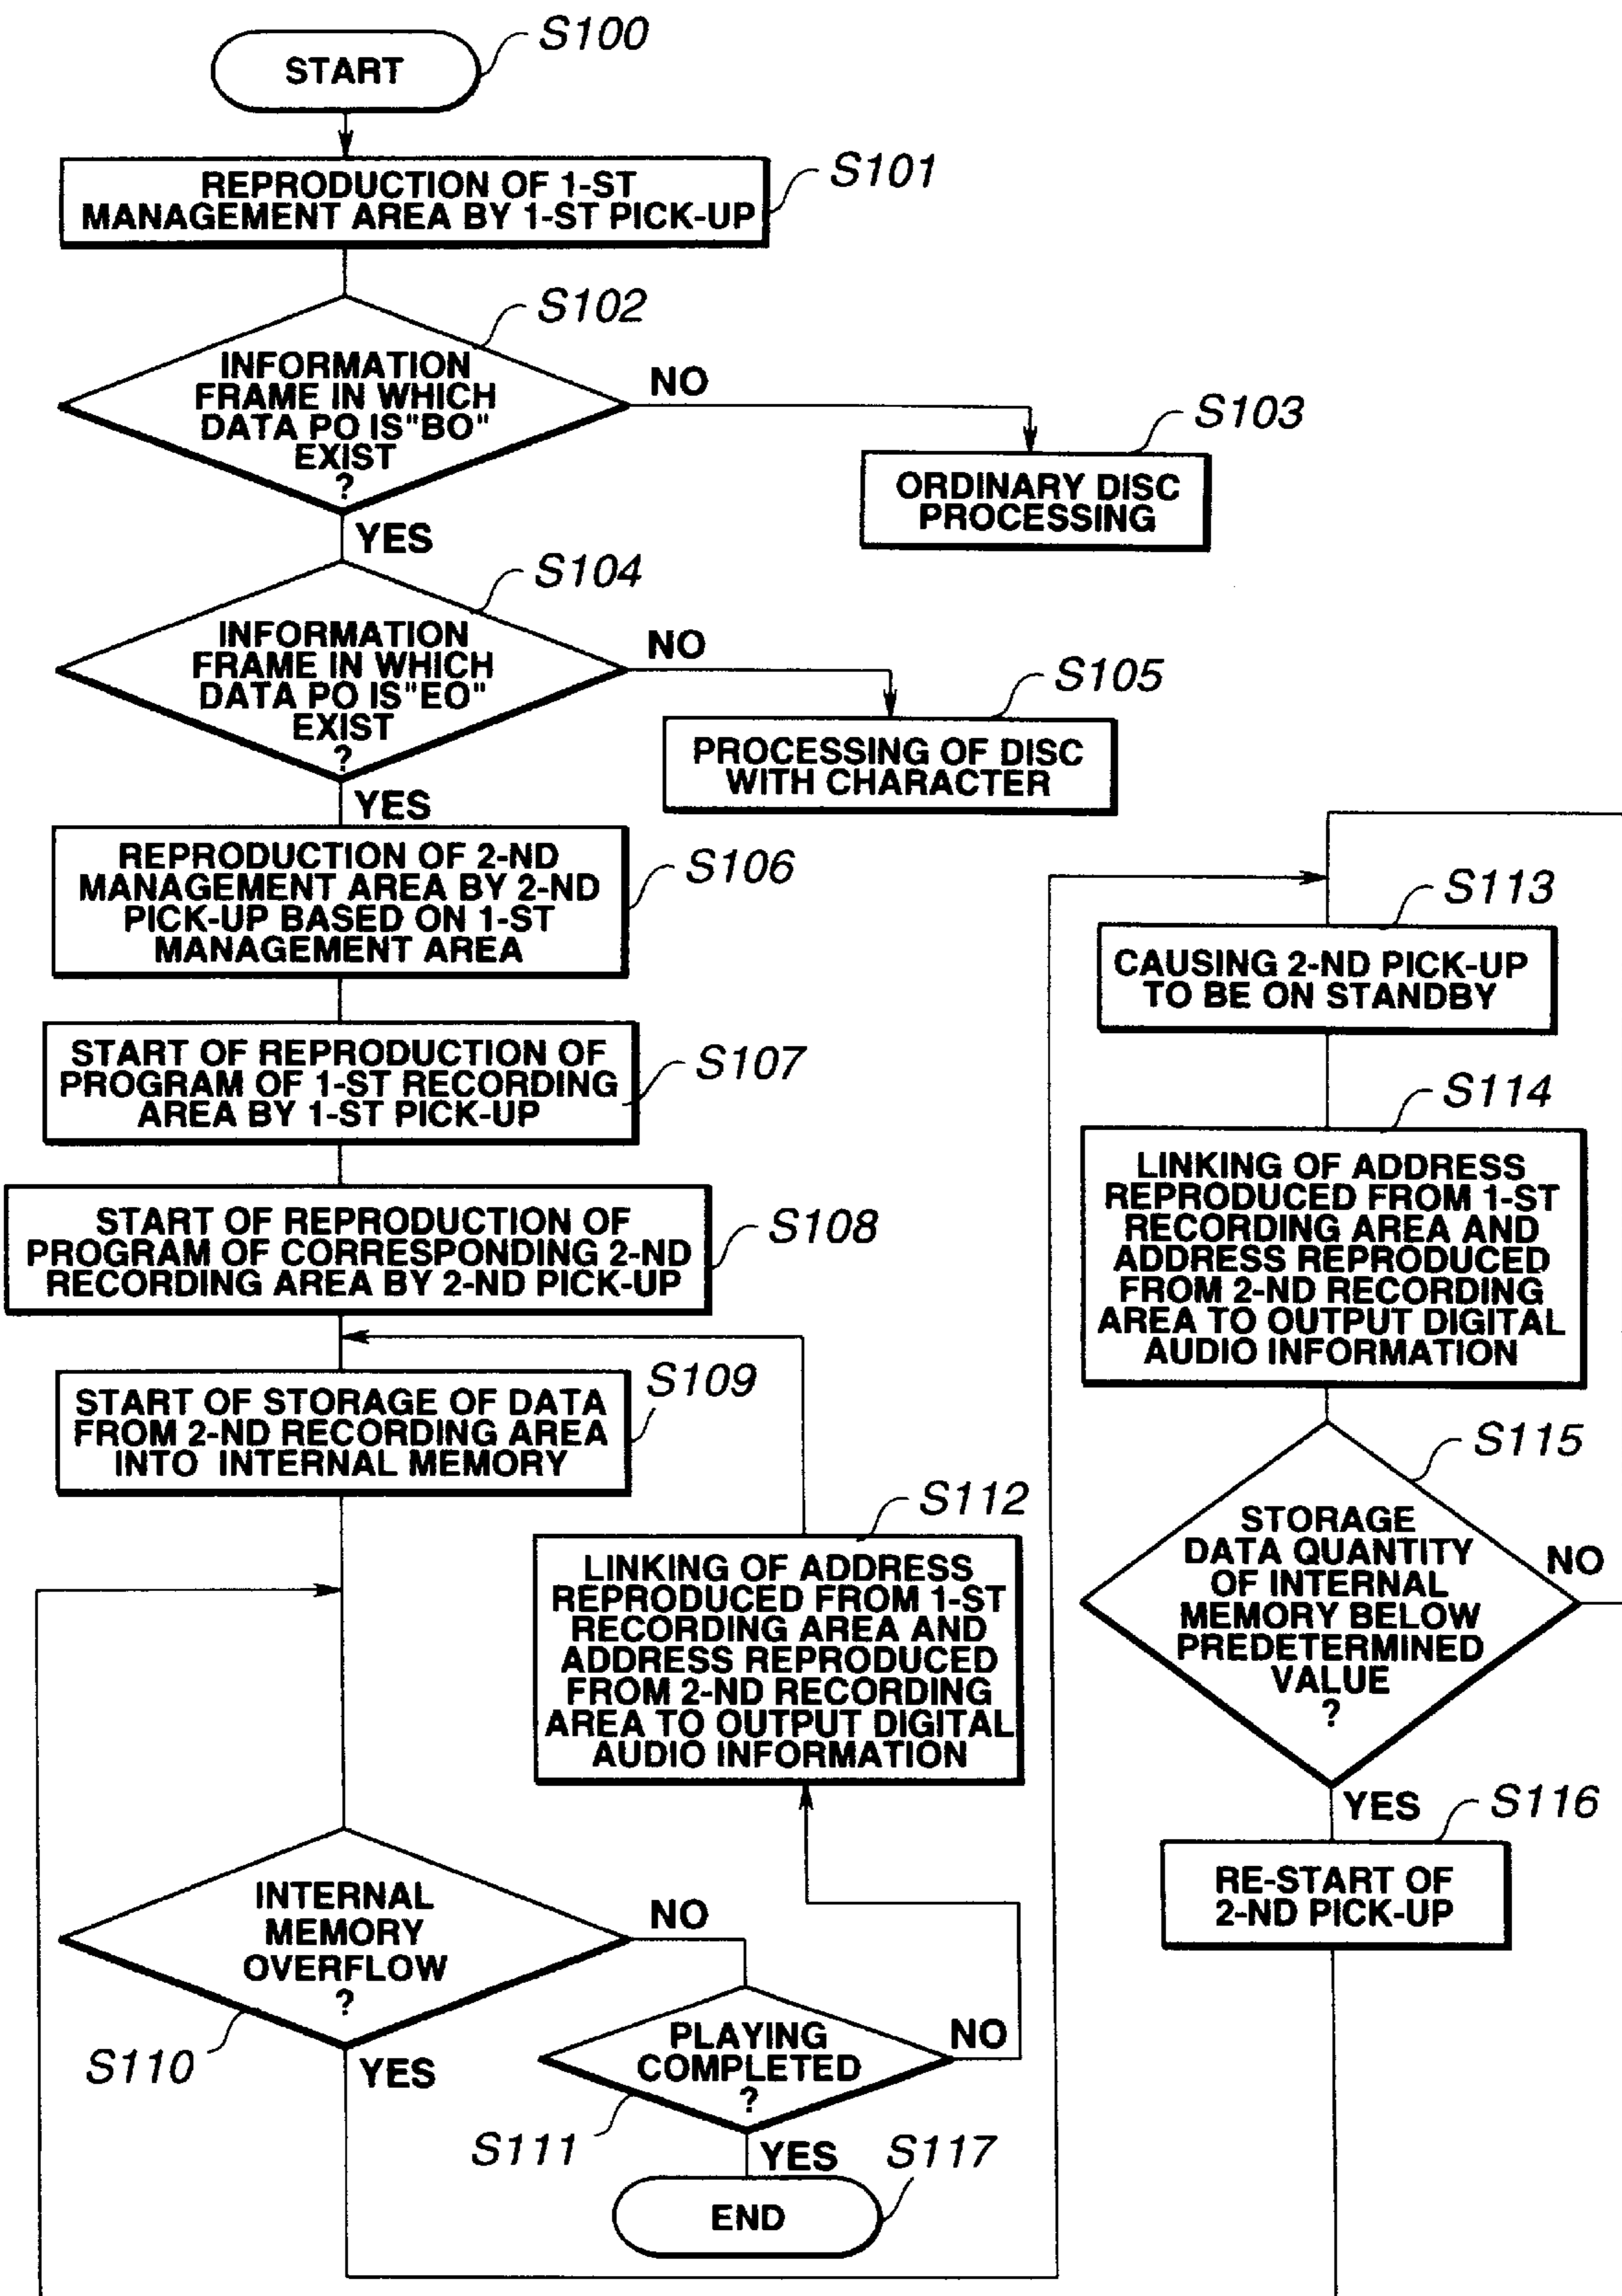 S100
START
S101
REPRODUCTION OF 1-ST
MANAGEMENT AREA BY 1-ST PICK-UP
S102
INFORMATION
FRAME IN WHICH
DATA PO IS"BO"
EXIST
?
NO
YES
S103
ORDINARY DISC
PROCESSING
S104
INFORMATION
FRAME IN WHICH
DATA PO IS"EO"
EXIST
?
NO
YES
S105
PROCESSING OF DISC
WITH CHARACTER
S106
REPRODUCTION OF 2-ND
MANAGEMENT AREA BY 2-ND
PICK-UP BASED ON 1-ST
MANAGEMENT AREA
S107
START OF REPRODUCTION OF
PROGRAM OF 1-ST RECORDING
AREA BY 1-ST PICK-UP
S108
START OF REPRODUCTION OF
PROGRAM OF CORRESPONDING 2-ND
RECORDING AREA BY 2-ND PICK-UP
S109
START OF STORAGE OF DATA
FROM 2-ND RECORDING AREA
INTO INTERNAL MEMORY
S110
INTERNAL
MEMORY
OVERFLOW
?
NO
YES
S111
PLAYING
COMPLETED
?
NO
YES
S117
END
S112
LINKING OF ADDRESS
REPRODUCED FROM 1-ST
RECORDING AREA AND
ADDRESS REPRODUCED
FROM 2-ND RECORDING
AREA TO OUTPUT DIGITAL
AUDIO INFORMATION
S113
CAUSING 2-ND PICK-UP
TO BE ON STANDBY
S114
LINKING OF ADDRESS
REPRODUCED FROM 1-ST
RECORDING AREA AND
ADDRESS REPRODUCED
FROM 2-ND RECORDING
AREA TO OUTPUT DIGITAL
AUDIO INFORMATION
S115
STORAGE
DATA QUANTITY
OF INTERNAL
MEMORY BELOW
PREDETERMINED
VALUE
?
NO
YES
S116
RE-START OF
2-ND PICK-UP